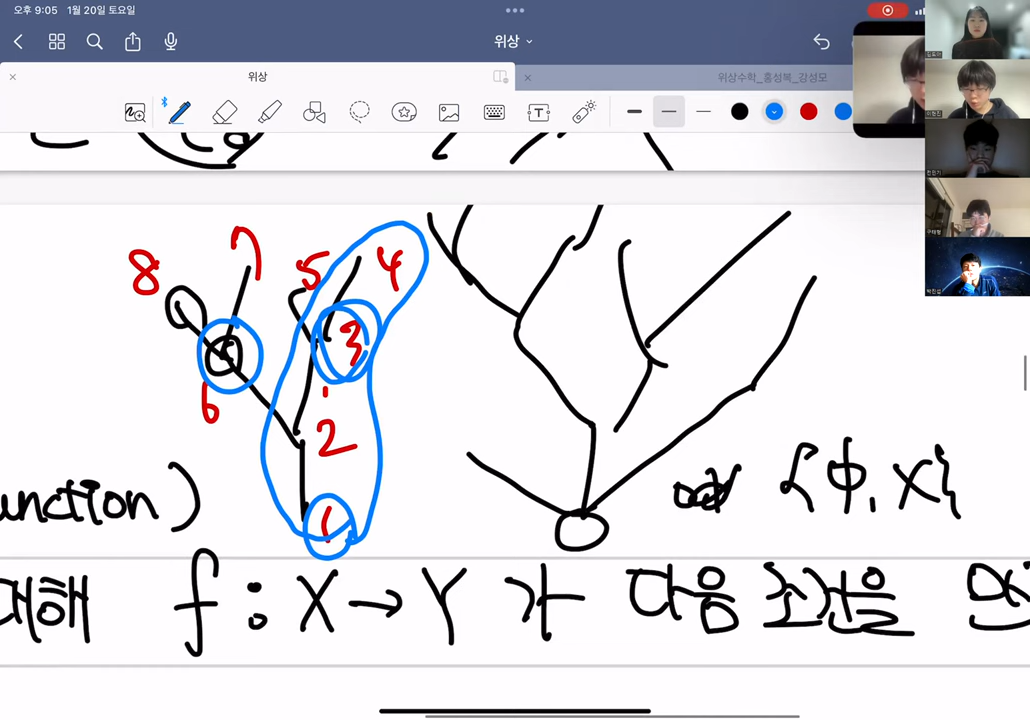 오후 9:05 1월 20일 토요일
위상
위상
위상수학_홍성복_강성모
8 7 5 4
3
6 2
1
unction) {ф, X}
대해 f : X → Y 가 다음 조건을